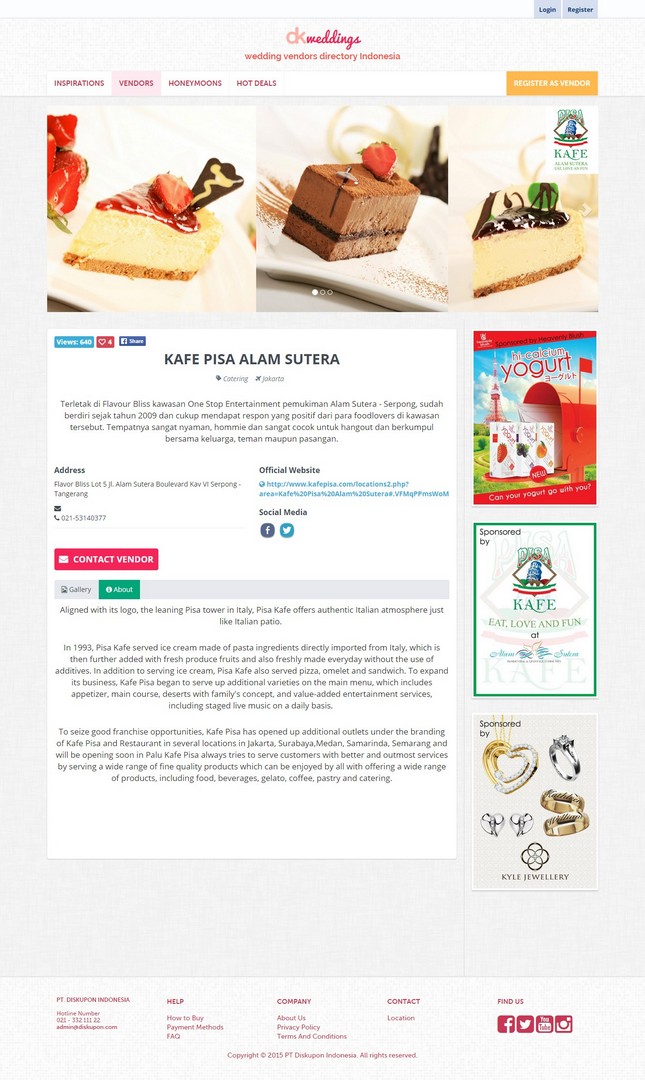 Login Register
dkweddings
wedding vendors directory Indonesia
INSPIRATIONS VENDORS HONEYMOONS HOT DEALS REGISTER AS VENDOR
PISA
KAFE
ALAM SUTERA
EAT, LOVE AN FUN
Views: 640 4 Share
KAFE PISA ALAM SUTERA
Catering Jakarta
Terletak di Flavour Bliss kawasan One Stop Entertainment pemukiman Alam Sutera - Serpong, sudah
berdiri sejak tahun 2009 dan cukup mendapat respon yang positif dari para foodlovers di kawasan
tersebut. Tempatnya sangat nyaman, hommie dan sangat cocok untuk hangout dan berkumpul
bersama keluarga, teman maupun pasangan.
Address
Flavor Bliss Lot 5 Jl. Alam Sutera Boulevard Kav VI Serpong -
Tangerang
021-53140377
Official Website
http://www.kafepisa.com/locations2.php?
area=Kafe%20Pisa%20Alam%20Sutera#.VFMqPPmsWoM
Social Media
CONTACT VENDOR
Gallery About
Aligned with its logo, the leaning Pisa tower in Italy, Pisa Kafe offers authentic Italian atmosphere just
like Italian patio.
In 1993, Pisa Kafe served ice cream made of pasta ingredients directly imported from Italy, which is
then further added with fresh produce fruits and also freshly made everyday without the use of
additives. In addition to serving ice cream, Pisa Kafe also served pizza, omelet and sandwich. To expand
its business, Kafe Pisa began to serve up additional varieties on the main menu, which includes
appetizer, main course, deserts with family's concept, and value-added entertainment services,
including staged live music on a daily basis.
To seize good franchise opportunities, Kafe Pisa has opened up additional outlets under the branding
of Kafe Pisa and Restaurant in several locations in Jakarta, Surabaya,Medan, Samarinda, Semarang and
will be opening soon in Palu Kafe Pisa always tries to serve customers with better and outmost services
by serving a wide range of fine quality products which can be enjoyed by all with offering a wide range
of products, including food, beverages, gelato, coffee, pastry and catering.
Sponsored by Heavenly Blush
hi-calcium
yogurt
ヨーグルト
NEW
Can your yogurt go with you?
Sponsored
by
PISA
KAFE
EAT, LOVE AND FUN
at
Alam Sutera
Sponsored
by
KYLE JEWELLERY
PT. DISKUPON INDONESIA
Hotline Number
021 - 332 111 22
admin@diskupon.com
HELP
How to Buy
Payment Methods
FAQ
COMPANY
About Us
Privacy Policy
Terms And Conditions
CONTACT
Location
FIND US
You Tube
Copyright © 2015 PT Diskupon Indonesia. All rights reserved.